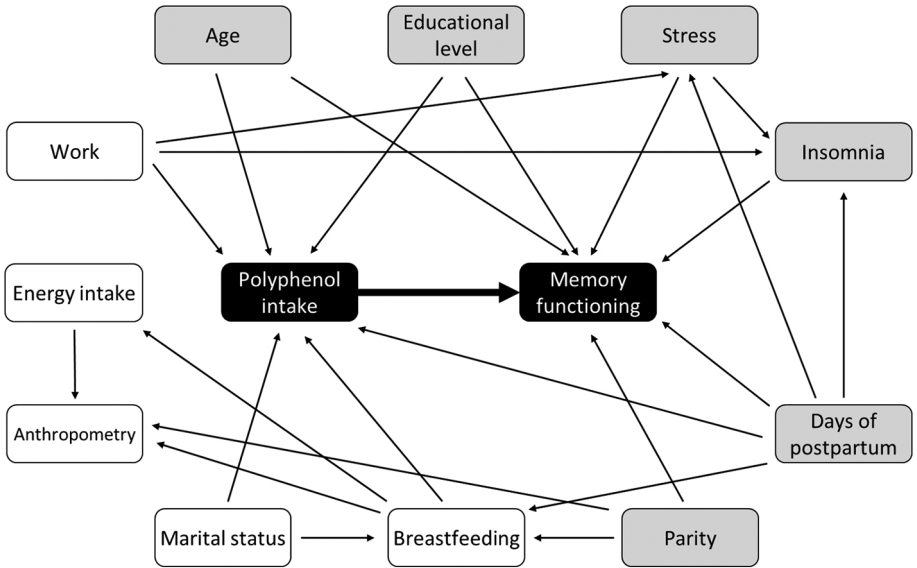 Age
Educational
level
Stress
Work
Insomnia
Energy intake
Polyphenol
intake
Memory
functioning
Anthropometry
Days of
postpartum
Marital status
Breastfeeding
Parity